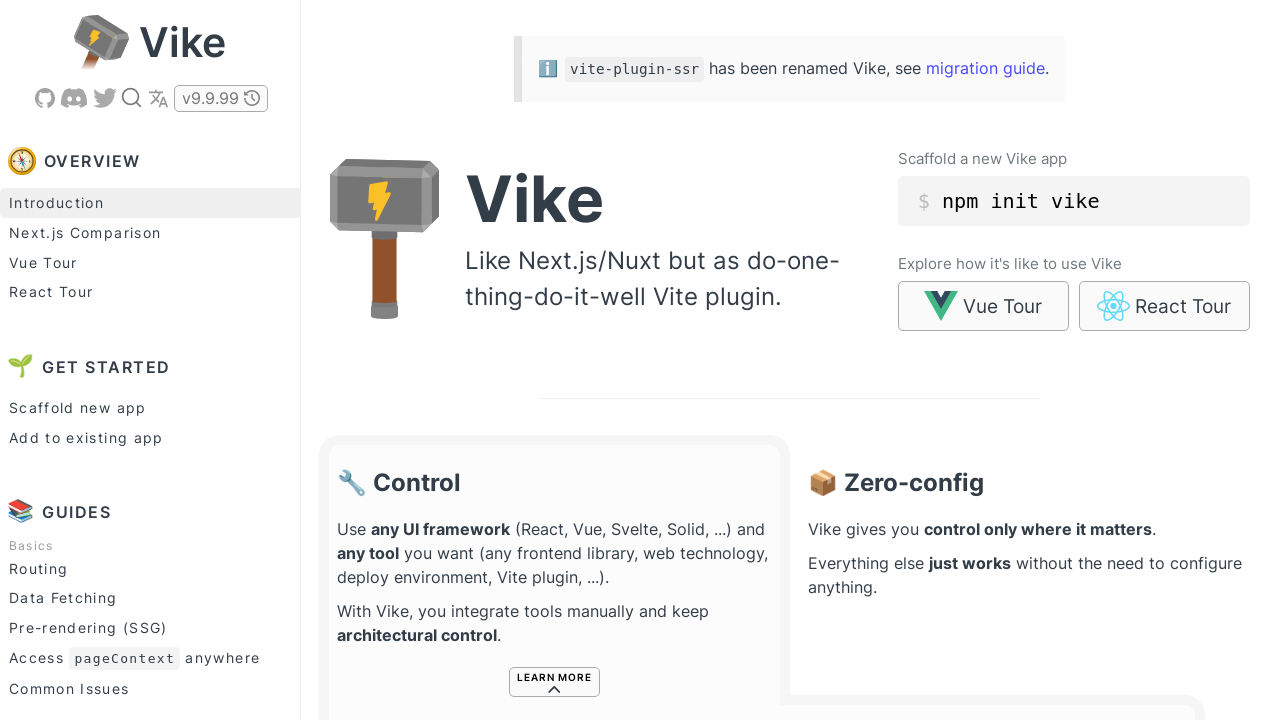 Vike
v9.9.99
OVERVIEW
Introduction
Next.js Comparison
Vue Tour
React Tour
GET STARTED
Scaffold new app
Add to existing app
GUIDES
Basics
Routing
Data Fetching
Pre-rendering (SSG)
Access pageContext anywhere
Common Issues
vite-plugin-ssr has been renamed Vike, see migration guide.
Vike
Like Next.js/Nuxt but as do-one-
thing-do-it-well Vite plugin.
Scaffold a new Vike app
$ npm init vike
Explore how it's like to use Vike
Vue Tour
React Tour
🔧 Control
Use any UI framework (React, Vue, Svelte, Solid, ...) and
any tool you want (any frontend library, web technology,
deploy environment, Vite plugin, ...).
With Vike, you integrate tools manually and keep
architectural control.
LEARN MORE
📦 Zero-config
Vike gives you control only where it matters.
Everything else just works without the need to configure
anything.